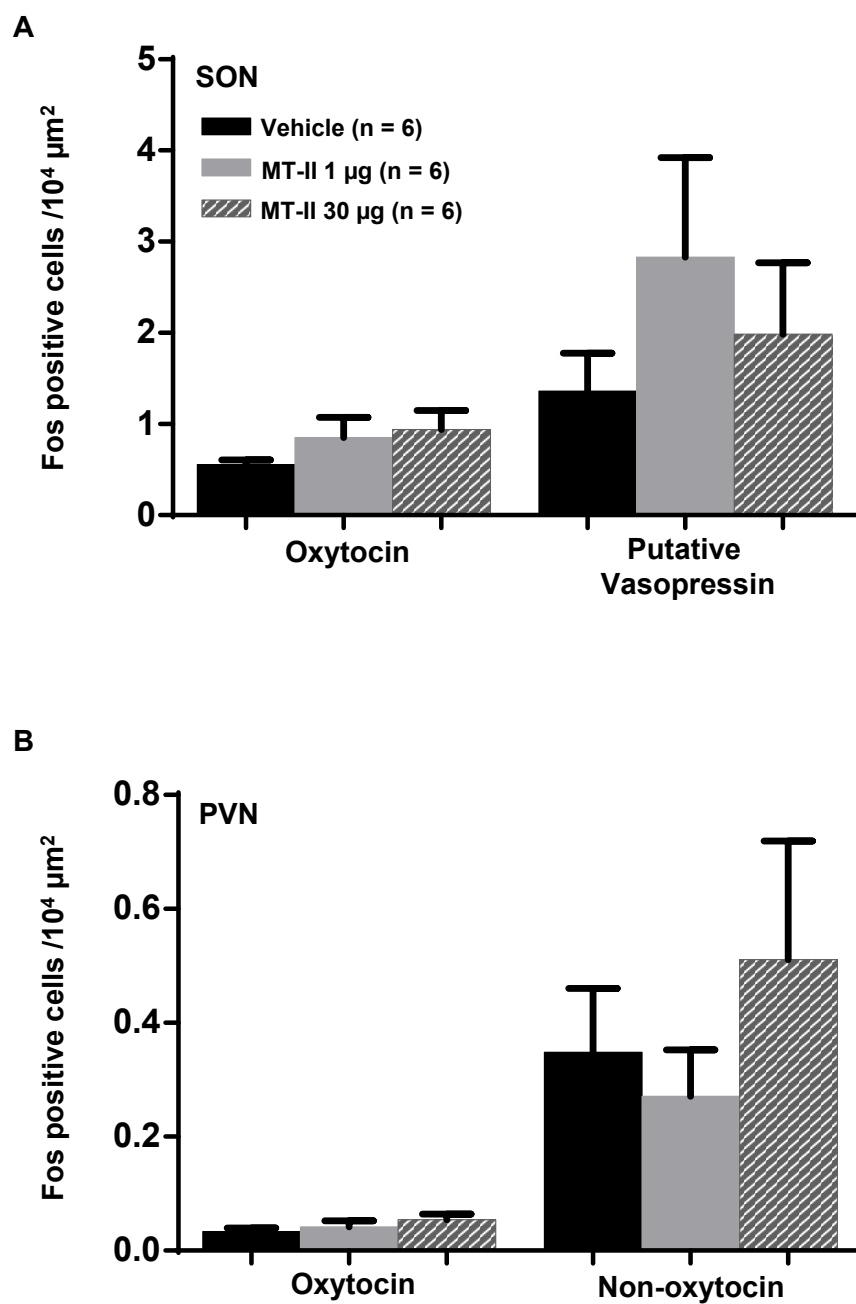 A
SON
Vehicle (n = 6)
MT-II 1 µg (n = 6)
MT-II 30 µg (n = 6)
Fos positive cells /10⁴ µm²
5
4
3
2
1
0
Oxytocin
Putative
Vasopressin
B
PVN
Fos positive cells /10⁴ µm²
0.8
0.6
0.4
0.2
0.0
Oxytocin
Non-oxytocin